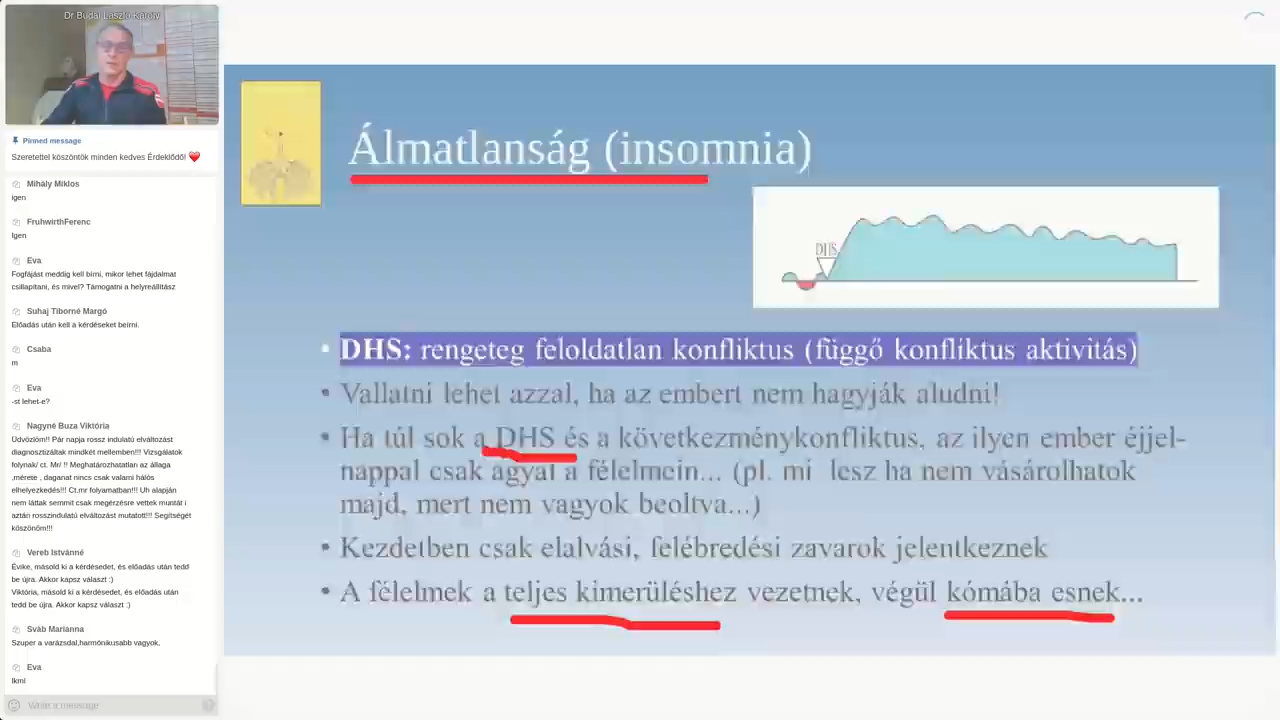 Dr Budai László Károly
Pinned message
Szeretettel köszöntök minden kedves Érdeklődő! ❤️
Mihály Miklos
igen
FruhwirthFerenc
Igen
Eva
Fogfájást meddig kell bírni, mikor lehet fájdalmat
csillapítani, és mivel? Támogatni a helyreállítász
Suhaj Tiborné Margó
Előadás után kell a kérdéseket beírni.
Csaba
m
Eva
-st lehet-e?
Nagyné Buza Viktória
Üdvözlöm!! Pár napja rossz indulatú elváltozást
diagnosztizáltak mindkét mellemben!!! Vizsgálatok
folynak/ ct. Mr/ !! Meghatározhatatlan az állaga
,mérete , daganat nincs csak valami hálós
elhelyezkedés!!! Ct.mr folyamatban!!! Uh alapján
nem láttak semmit csak megérzésre vettek muntát i
aztán rosszindulatú elváltozást mutatott!!! Segítségét
köszönöm!!!
Vereb Istvánné
Évike, másold ki a kérdésedet, és előadás után tedd
be újra. Akkor kapsz választ :)
Viktória, másold ki a kérdésedet, és előadás után
tedd be újra. Akkor kapsz választ :)
Sváb Marianna
Szuper a varázsdal,harmónikusabb vagyok.
Eva
Ikmi
Write a message
Álmatlanság (insomnia)
DHS
• DHS: rengeteg feloldatlan konfliktus (függő konfliktus aktivitás)
• Vallatni lehet azzal, ha az embert nem hagyják aludni!
• Ha túl sok a DHS és a következménykonfliktus, az ilyen ember éjjel-
nappal csak agyal a félelmein... (pl. mi lesz ha nem vásárolhatok
majd, mert nem vagyok beoltva...)
• Kezdetben csak elalvási, felébredési zavarok jelentkeznek
• A félelmek a teljes kimerüléshez vezetnek, végül kómába esnek...